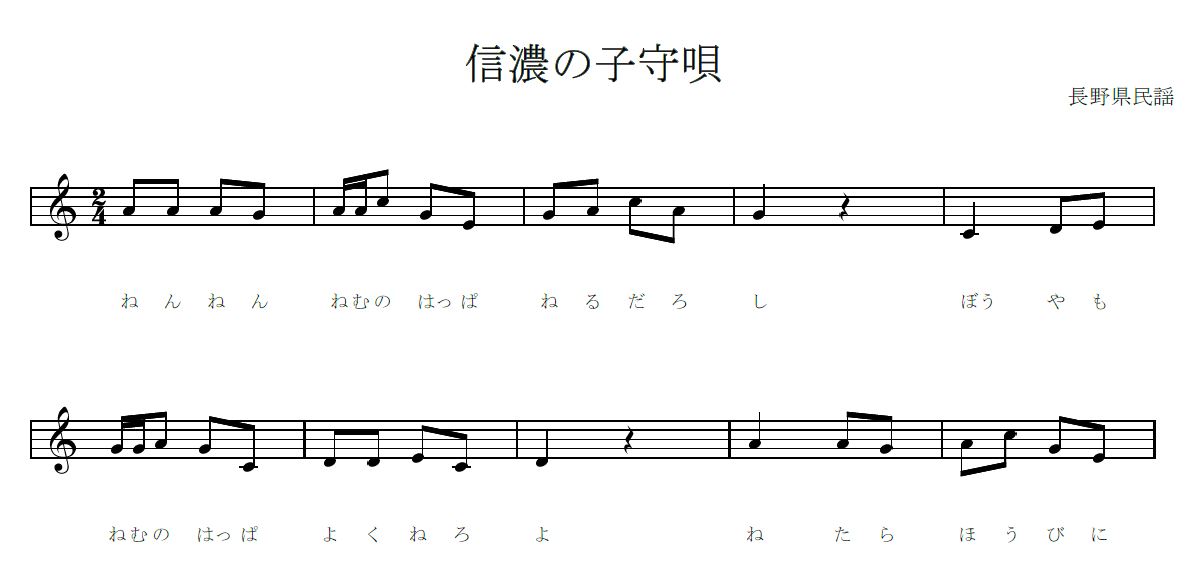 信濃の子守唄
長野県民謡
2
4
ね ん ね ん ねむの はっ ぱ ね る だ ろ し ぼう や も
ねむの はっ ぱ よ く ね ろ よ ね た ら ほ う び に